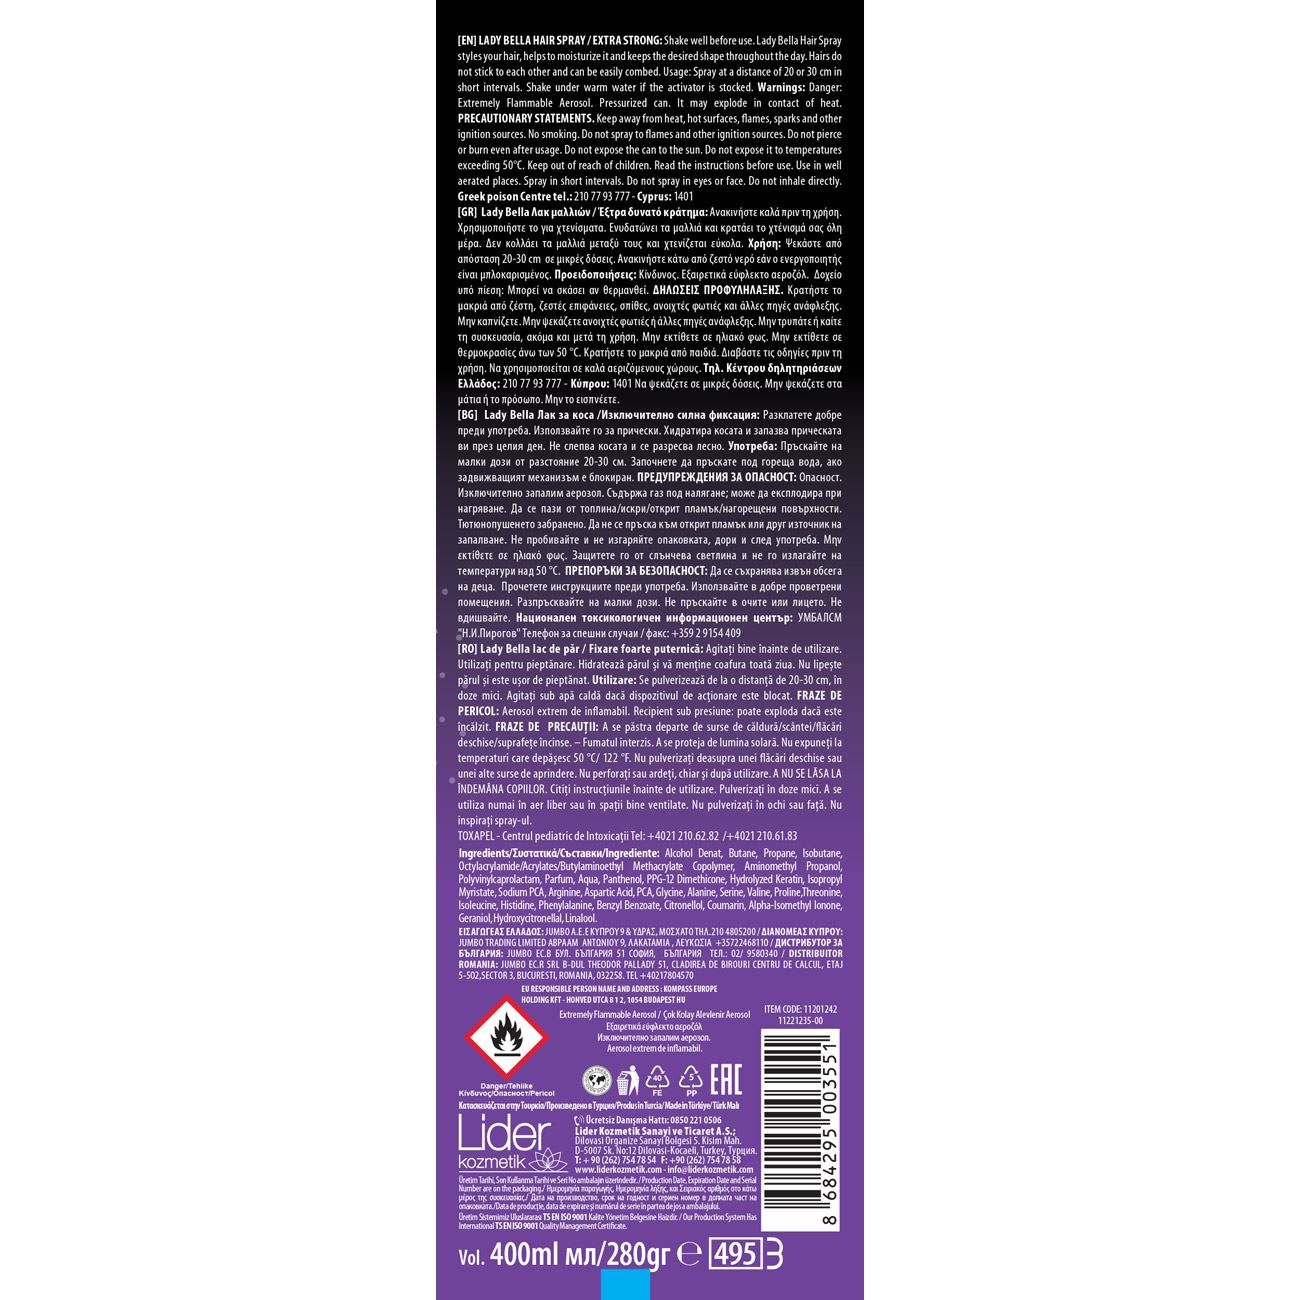 [EN] LADY BELLA HAIR SPRAY / EXTRA STRONG: Shake well before use. Lady Bella Hair Spray
styles your hair, helps to moisturize it and keeps the desired shape throughout the day. Hairs do
not stick to each other and can be easily combed. Usage: Spray at a distance of 20 or 30 cm in
short intervals. Shake under warm water if the activator is stocked. Warnings: Danger:
Extremely Flammable Aerosol. Pressurized can. It may explode in contact of heat.
PRECAUTIONARY STATEMENTS. Keep away from heat, hot surfaces, flames, sparks and other
ignition sources. No smoking. Do not spray to flames and other ignition sources. Do not pierce
or burn even after usage. Do not expose the can to the sun. Do not expose it to temperatures
exceeding 50°C. Keep out of reach of children. Read the instructions before use. Use in well
aerated places. Spray in short intervals. Do not spray in eyes or face. Do not inhale directly.
Greek poison Centre tel.: 210 77 93 777 - Cyprus: 1401
[GR] Lady Bella Λακ μαλλιών / Έξτρα δυνατό κράτημα: Ανακινήστε καλά πριν τη χρήση.
Χρησιμοποιήστε το για χτενίσματα. Ενυδατώνει τα μαλλιά και κρατάει το χτένισμά σας όλη
μέρα. Δεν κολλάει τα μαλλιά μεταξύ τους και χτενίζεται εύκολα. Χρήση: Ψεκάστε από
απόσταση 20-30 cm σε μικρές δόσεις. Ανακινήστε κάτω από ζεστό νερό εάν ο ενεργοποιητής
είναι μπλοκαρισμένος. Προειδοποιήσεις: Κίνδυνος. Εξαιρετικά εύφλεκτο αεροζόλ. Δοχείο
υπό πίεση: Μπορεί να σκάσει αν θερμανθεί. ΔΗΛΩΣΕΙΣ ΠΡΟΦΥΛΗΛΑΞΗΣ. Κρατήστε το
μακριά από ζέστη, ζεστές επιφάνειες, σπίθες, ανοιχτές φωτιές και άλλες πηγές ανάφλεξης.
Μην καπνίζετε. Μην ψεκάζετε ανοιχτές φωτιές ή άλλες πηγές ανάφλεξης. Μην τρυπάτε ή καίτε
τη συσκευασία, ακόμα και μετά τη χρήση. Μην εκτίθετε σε ηλιακό φως. Μην εκτίθετε σε
θερμοκρασίες άνω των 50 °C. Κρατήστε το μακριά από παιδιά. Διαβάστε τις οδηγίες πριν τη
χρήση. Να χρησιμοποιείται σε καλά αεριζόμενους χώρους. Τηλ. Κέντρου δηλητηριάσεων
Ελλάδος: 210 77 93 777 - Κύπρου: 1401 Να ψεκάζετε σε μικρές δόσεις. Μην ψεκάζετε στα
μάτια ή το πρόσωπο. Μην το εισπνέετε.
[BG] Lady Bella Лак за коса /Изключително силна фиксация: Разклатете добре
преди употреба. Използвайте го за прически. Хидратира косата и запазва прическата
ви през целия ден. Не слепва косата и се разресва лесно. Употреба: Пръскайте на
малки дози от разстояние 20-30 см. Започнете да пръскате под гореща вода, ако
задвижващият механизъм е блокиран. ПРЕДУПРЕЖДЕНИЯ ЗА ОПАСНОСТ: Опасност.
Изключително запалим аерозол. Съдържа газ под налягане; може да експлодира при
нагряване. Да се пази от топлина/искри/открит пламък/нагорещени повърхности.
Тютюнопушенето забранено. Да не се пръска към открит пламък или друг източник на
запалване. Не пробивайте и не изгаряйте опаковката, дори и след употреба. Μην
εκτίθετε σε ηλιακό φως. Защитете го от слънчева светлина и не го излагайте на
температури над 50 °C. ПРЕПОРЪКИ ЗА БЕЗОПАСНОСТ: Да се съхранява извън обсега
на деца. Прочетете инструкциите преди употреба. Използвайте в добре проветрени
помещения. Разпръсквайте на малки дози. Не пръскайте в очите или лицето. Не
вдишвайте. Национален токсикологичен информационен център: УМБАЛСМ
"Н.И.Пирогов" Телефон за спешни случаи / факс: +359 2 9154 409
[RO] Lady Bella lac de păr / Fixare foarte puternică: Agitați bine înainte de utilizare.
Utilizați pentru pieptănare. Hidratează părul și vă menține coafura toată ziua. Nu lipește
părul și este ușor de pieptănat. Utilizare: Se pulverizează de la o distanță de 20-30 cm, în
doze mici. Agitați sub apă caldă dacă dispozitivul de acționare este blocat. FRAZE DE
PERICOL: Aerosol extrem de inflamabil. Recipient sub presiune: poate exploda dacă este
încălzit. FRAZE DE PRECAUȚII: A se păstra departe de surse de căldură/scântei/flăcări
deschise/suprafețe încinse. – Fumatul interzis. A se proteja de lumina solară. Nu expuneți la
temperaturi care depășesc 50 °C/ 122 °F. Nu pulverizați deasupra unei flăcări deschise sau
unei alte surse de aprindere. Nu perforați sau ardeți, chiar și după utilizare. A NU SE LĂSA LA
ÎNDEMÂNA COPIILOR. Citiți instrucțiunile înainte de utilizare. Pulverizați în doze mici. A se
utiliza numai în aer liber sau în spații bine ventilate. Nu pulverizați în ochi sau față. Nu
inspirați spray-ul.
TOXAPEL - Centrul pediatric de Intoxicații Tel: +4021 210.62.82 /+4021 210.61.83
Ingredients/Συστατικά/Съставки/Ingrediente: Alcohol Denat, Butane, Propane, Isobutane,
Octylacrylamide/Acrylates/Butylaminoethyl Methacrylate Copolymer, Aminomethyl Propanol,
Polyvinylcaprolactam, Parfum, Aqua, Panthenol, PPG-12 Dimethicone, Hydrolyzed Keratin, Isopropyl
Myristate, Sodium PCA, Arginine, Aspartic Acid, PCA, Glycine, Alanine, Serine, Valine, Proline,Threonine,
Isoleucine, Histidine, Phenylalanine, Benzyl Benzoate, Citronellol, Coumarin, Alpha-Isomethyl Ionone,
Geraniol, Hydroxycitronellal, Linalool.
ΕΙΣΑΓΩΓΕΑΣ ΕΛΛΑΔΟΣ: JUMBO A.E.E ΚΥΠΡΟΥ 9 & ΥΔΡΑΣ, ΜΟΣΧΑΤΟ ΤΗΛ.210 4805200 / ΔΙΑΝΟΜΕΑΣ ΚΥΠΡΟΥ:
JUMBO TRADING LIMITED ΑΒΡΑΑΜ ΑΝΤΩΝΙΟΥ 9, ΛΑΚΑΤΑΜΙΑ , ΛΕΥΚΩΣΙΑ +35722468110 / ДИСТРИБУТОР ЗА
БЪЛГАРИЯ: JUMBO EC.B БУЛ. БЪЛГАРИЯ 51 СОФИЯ, БЪЛГАРИЯ ТЕЛ.: 02/ 9580340 / DISTRIBUITOR
ROMANIA: JUMBO EC.R SRL B-DUL THEODOR PALLADY 51, CLADIREA DE BIROURI CENTRU DE CALCUL, ETAJ
5-502,SECTOR 3, BUCURESTI, ROMANIA, 032258. TEL +40217804570
EU RESPONSIBLE PERSON NAME AND ADDRESS : KOMPASS EUROPE
HOLDING KFT - HONVED UTCA 8 1 2, 1054 BUDAPEST HU
Extremely Flammable Aerosol / Çok Kolay Alevlenir Aerosol
Εξαιρετικά εύφλεκτο αεροζόλ
Изключително запалим аерозол.
Aerosol extrem de inflamabil.
ITEM CODE: 11201242
11221235-00
Danger/Tehlike
Κίνδυνος/Опасност/Pericol
40
FE
5
PP
EAC
Κατασκευάζεται στην Τουρκία/Произведено в Турция/Produs în Turcia/ Made in Türkiye/ Türk Malı
Lider
kozmetik
Ücretsiz Danışma Hattı: 0850 221 0506
Lider Kozmetik Sanayi ve Ticaret A.S.;
Dilovasi Organize Sanayi Bolgesi 5. Kisim Mah.
D-5007 Sk. No:12 Dilovasi-Kocaeli, Turkey, Турция.
T: + 90 (262) 754 78 54 F: +90 (262) 754 78 58
www.liderkozmetik.com - info@liderkozmetik.com
Üretim Tarihi, Son Kullanma Tarihi ve Seri No ambalajın üzerindedir. / Production Date, Expiration Date and Serial
Number are on the packaging./ Ημερομηνία παραγωγής, Ημερομηνία λήξης, και Σειριακός αριθμός στο κάτω
μέρος της συσκευασίας./ Дата на производство, срок на годност и сериен номер в долната част на
опаковката./Data de producție, data de expirare și numărul de serie în partea de jos a ambalajului.
Üretim Sistemimiz Uluslararası TS EN ISO 9001 Kalite Yönetim Belgesine Haizdir. / Our Production System Has
International TS EN ISO 9001 Quality Management Certificate.
8 684295 003551
Vol. 400ml мл/280gr ℮ 495 3